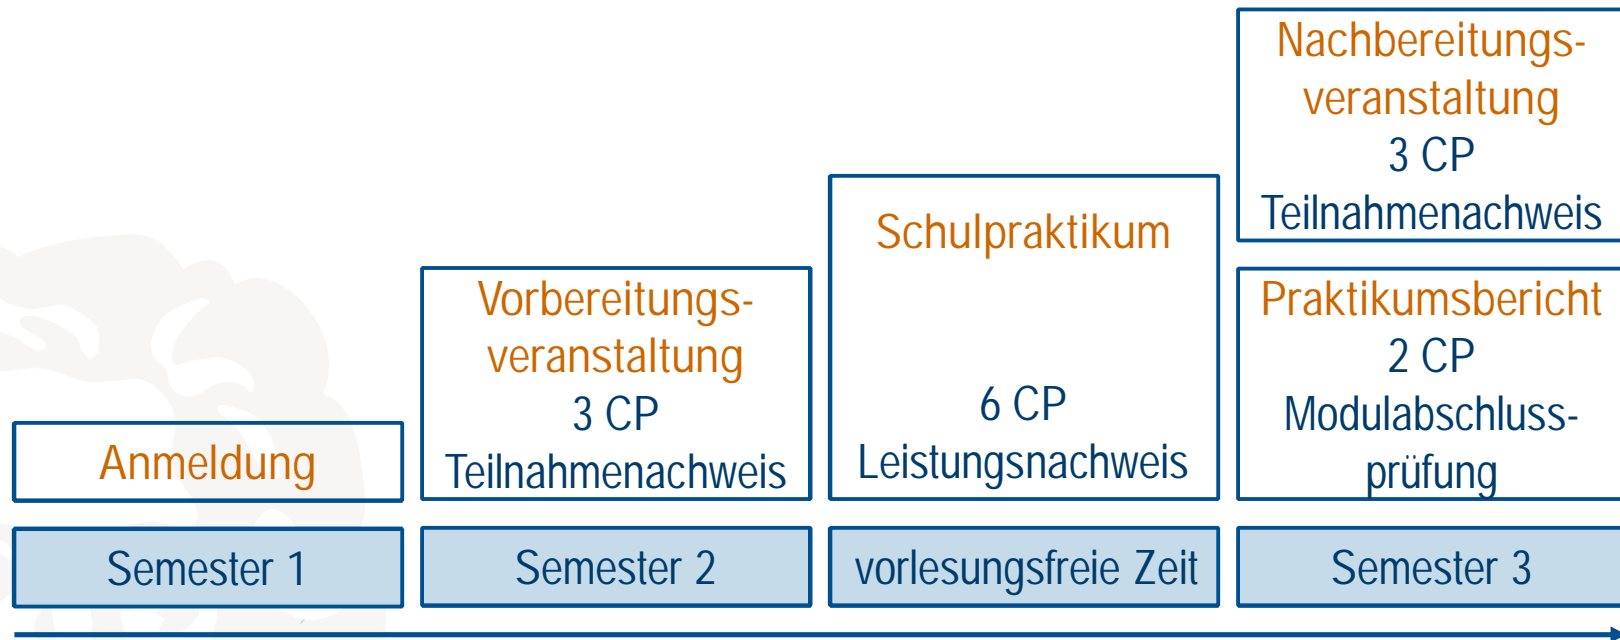 Anmeldung
Semester 1
Vorbereitungs-
veranstaltung
3 CP
Teilnahmenachweis
Semester 2
Schulpraktikum
6 CP
Leistungsnachweis
vorlesungsfreie Zeit
Nachbereitungs-
veranstaltung
3 CP
Teilnahmenachweis
Praktikumsbericht
2 CP
Modulabschluss-
prüfung
Semester 3